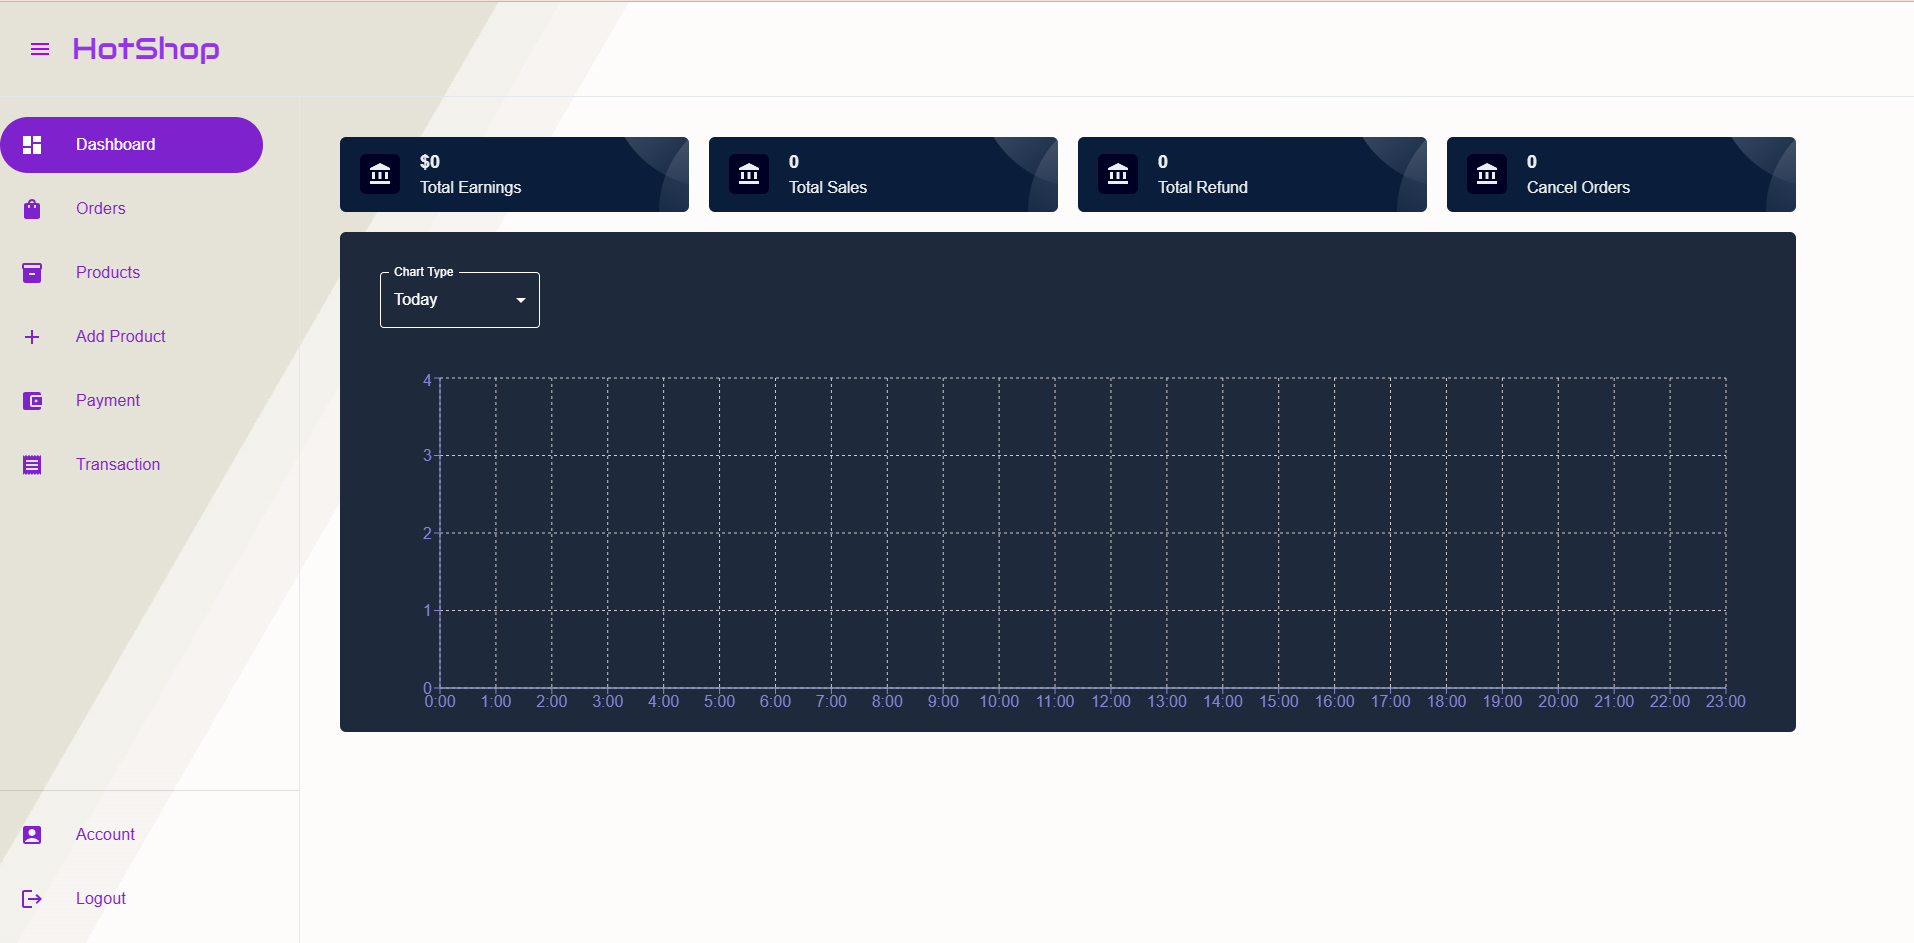 HotShop
Dashboard
Orders
Products
Add Product
Payment
Transaction
Account
Logout
$0
Total Earnings
0
Total Sales
0
Total Refund
0
Cancel Orders
Chart Type
Today
4
3
2
1
0
0:00 1:00 2:00 3:00 4:00 5:00 6:00 7:00 8:00 9:00 10:00 11:00 12:00 13:00 14:00 15:00 16:00 17:00 18:00 19:00 20:00 21:00 22:00 23:00